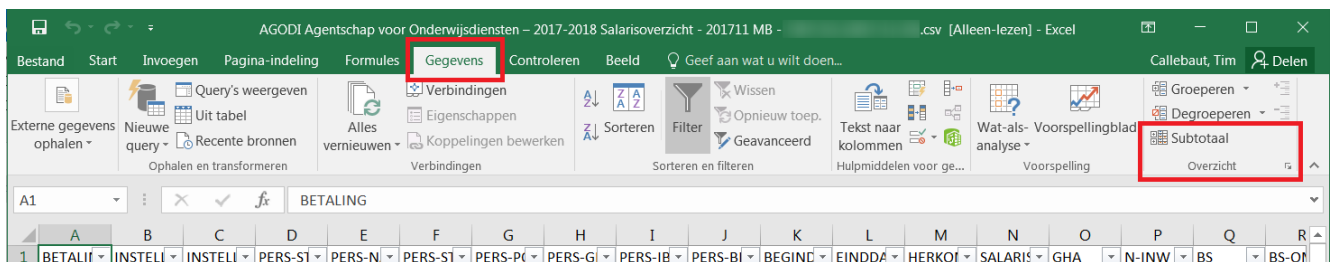 AGODI Agentschap voor Onderwijsdiensten – 2017-2018 Salarisoverzicht - 201711 MB - .csv [Alleen-lezen] - Excel
Bestand Start Invoegen Pagina-indeling Formules Gegevens Controleren Beeld Geef aan wat u wilt doen... Callebaut, Tim Delen
Externe gegevens ophalen
Nieuwe query
Query's weergeven
Uit tabel
Recente bronnen
Ophalen en transformeren
Alles vernieuwen
Verbindingen
Eigenschappen
Koppelingen bewerken
Verbindingen
Sorteren
Filter
Wissen
Opnieuw toep.
Geavanceerd
Sorteren en filteren
Tekst naar kolommen
Hulpmiddelen voor ge...
Wat-als-analyse
Voorspellingblad
Voorspelling
Groeperen
Degroeperen
Subtotaal
Overzicht
A1 fx BETALING
A B C D E F G H I J K L M N O P Q R
1 BETALIN INSTELL INSTELL PERS-ST PERS-N PERS-ST PERS-P( PERS-G PERS-IB PERS-BI BEGIND EINDDA HERKOI SALARIS GHA N-INW BS BS-ON